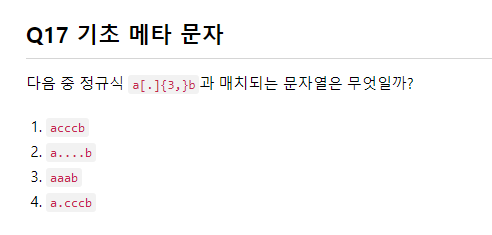 Q17 기초 메타 문자
다음 중 정규식 a[.]{3,}b과 매치되는 문자열은 무엇일까?
1. acccb
2. a....b
3. aaab
4. a.cccb